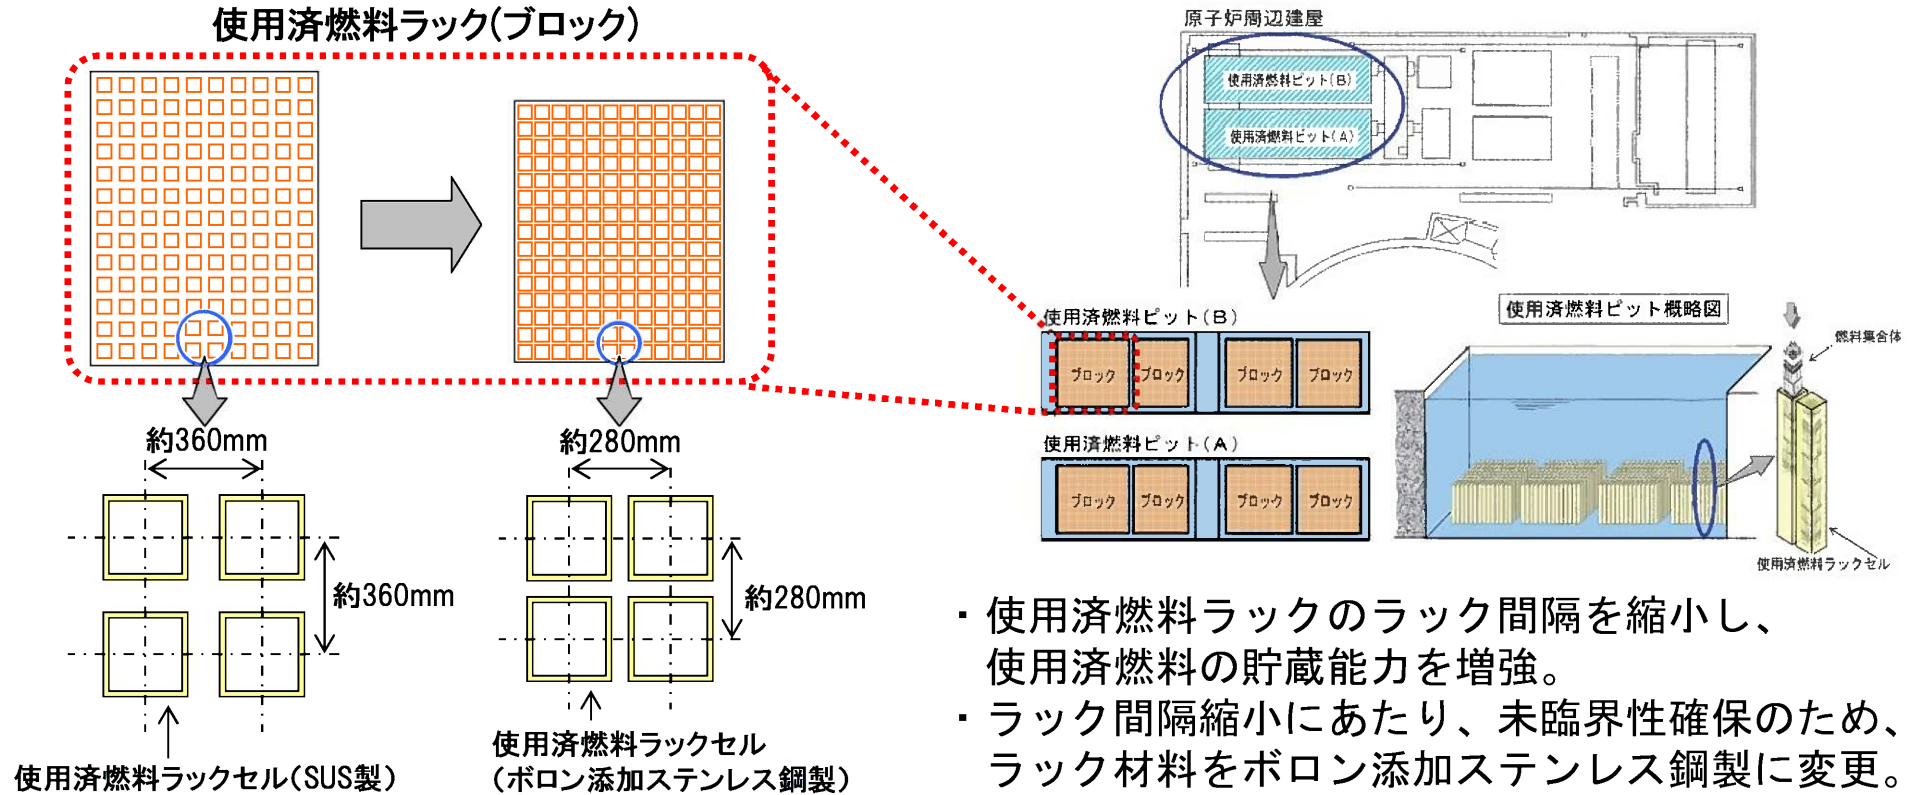 使用済燃料ラック(ブロック)
約360mm
約360mm
使用済燃料ラックセル(SUS製)
約280mm
約280mm
使用済燃料ラックセル
(ボロン添加ステンレス鋼製)
原子炉周辺建屋
使用済燃料ピット(B)
使用済燃料ピット(A)
使用済燃料ピット(B)
ブロック
ブロック
ブロック
ブロック
使用済燃料ピット(A)
ブロック
ブロック
ブロック
ブロック
使用済燃料ピット概略図
燃料集合体
使用済燃料ラックセル
・使用済燃料ラックのラック間隔を縮小し、
使用済燃料の貯蔵能力を増強。
・ラック間隔縮小にあたり、未臨界性確保のため、
ラック材料をボロン添加ステンレス鋼製に変更。